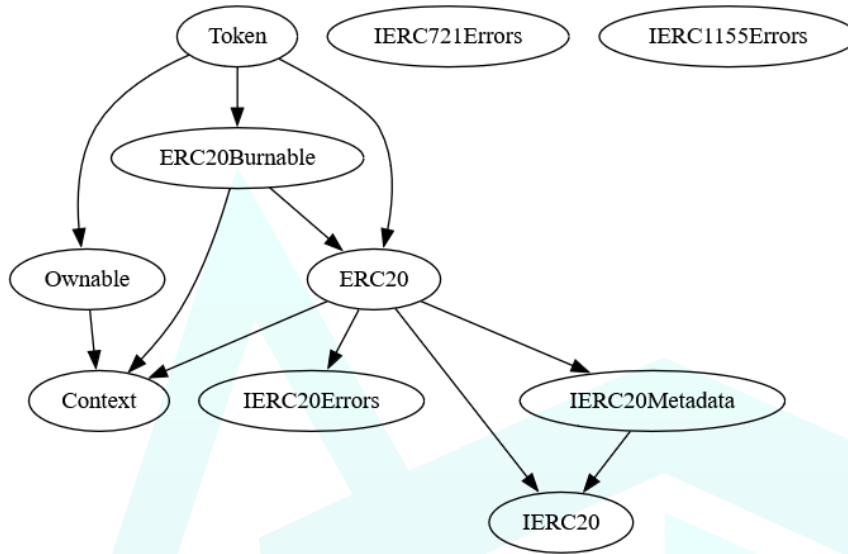 Token
IERC721Errors
IERC1155Errors
ERC20Burnable
Ownable
ERC20
Context
IERC20Errors
IERC20Metadata
IERC20